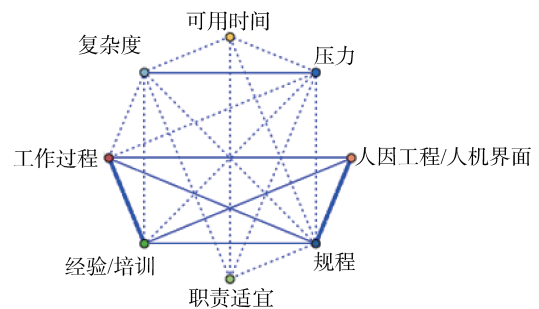 可用时间
复杂度
压力
工作过程
人因工程/人机界面
经验/培训
规程
职责适宜